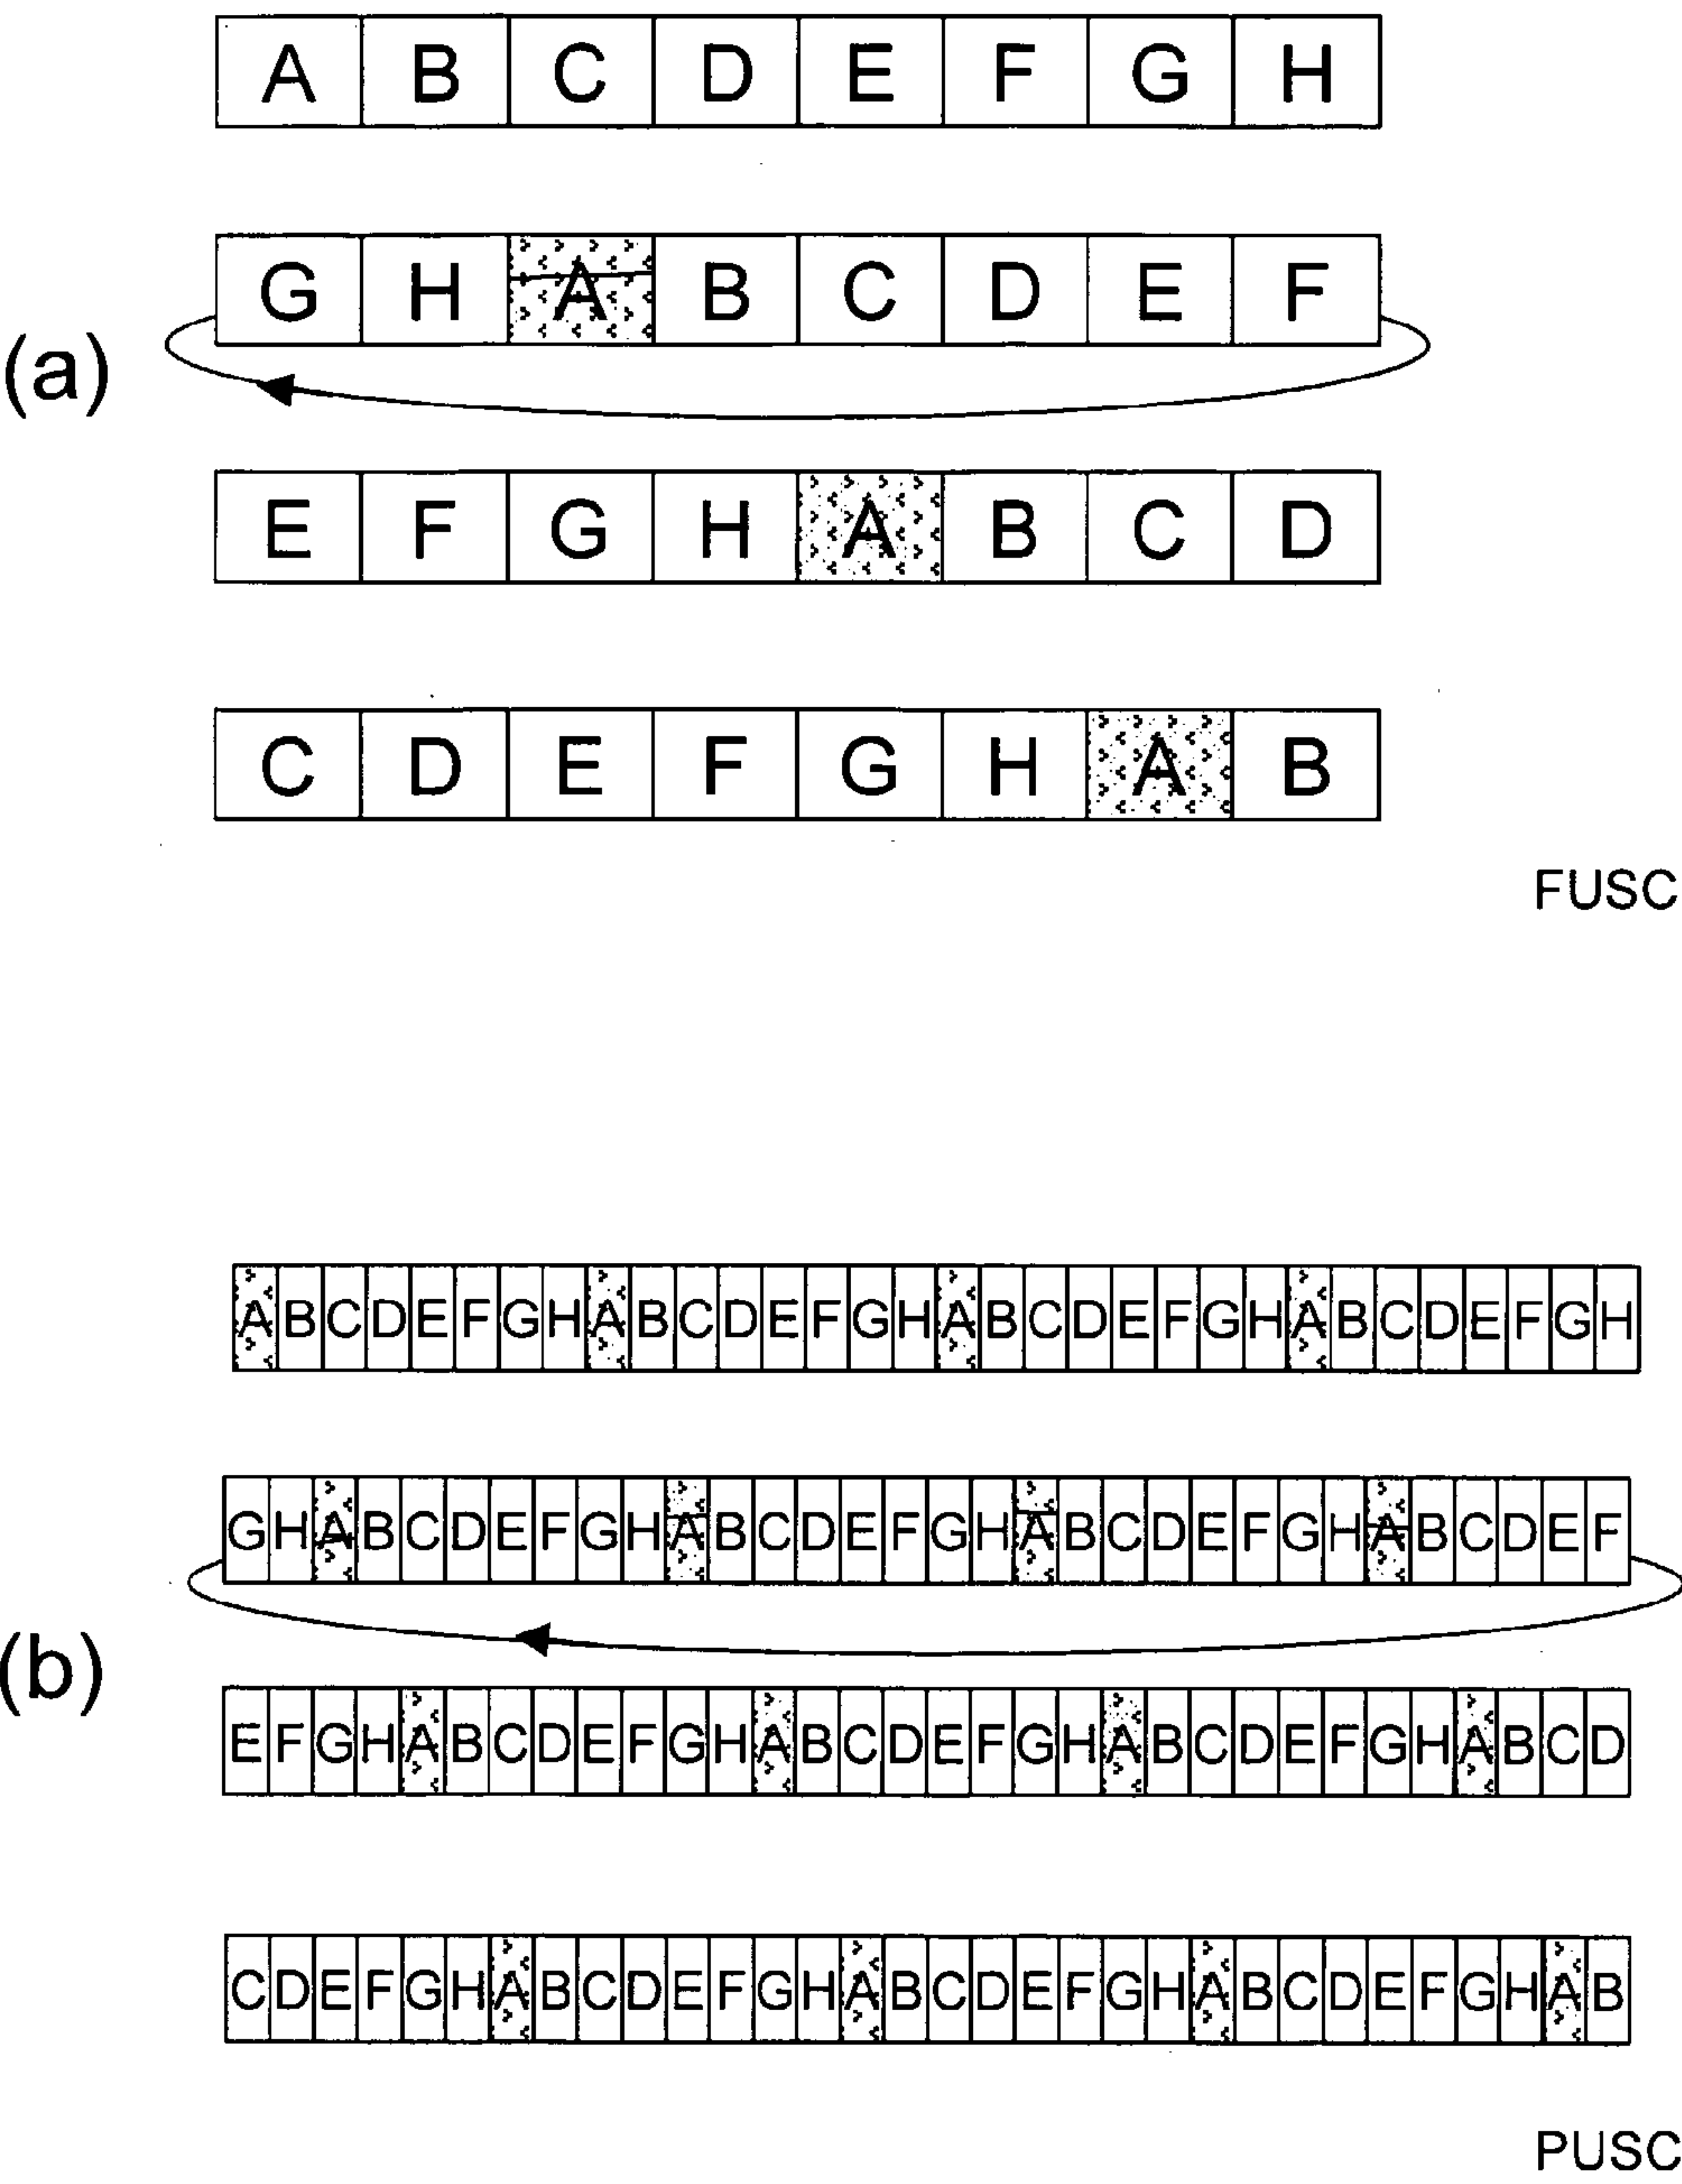 A B C D E F G H
G H A B C D E F
(a)
E F G H A B C D
C D E F G H A B
FUSC
A B C D E F G H A B C D E F G H A B C D E F G H A B C D E F G H
G H A B C D E F G H A B C D E F G H A B C D E F G H A B C D E F
(b)
E F G H A B C D E F G H A B C D E F G H A B C D E F G H A B C D
C D E F G H A B C D E F G H A B C D E F G H A B C D E F G H A B
PUSC